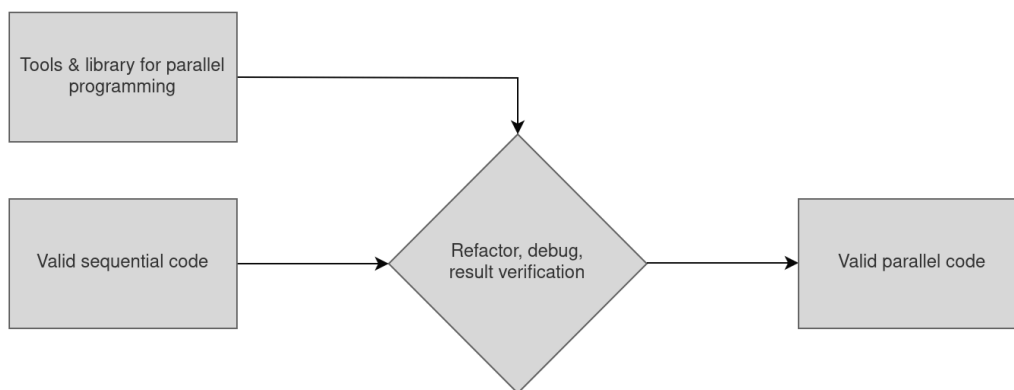 Tools & library for parallel
programming
Valid sequential code
Refactor, debug,
result verification
Valid parallel code